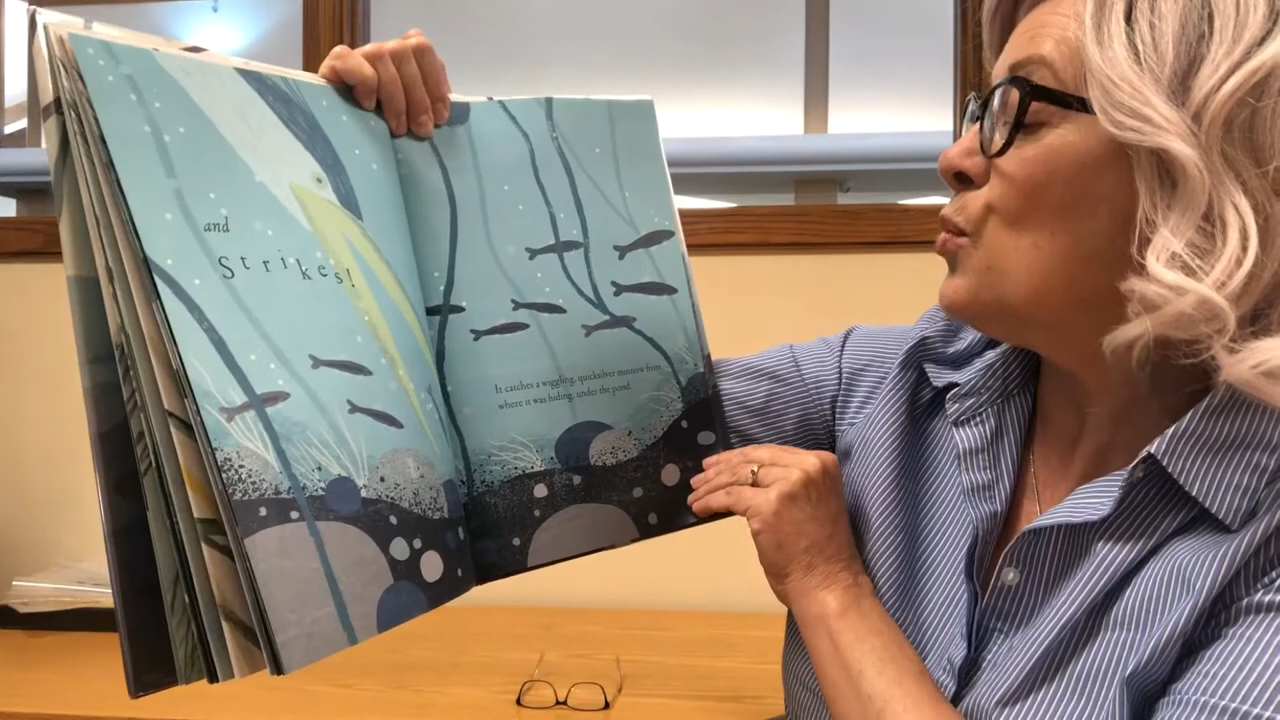 and
Strikes!
It catches a wiggling, quicksilver minnow from
where it was hiding, under the pond.